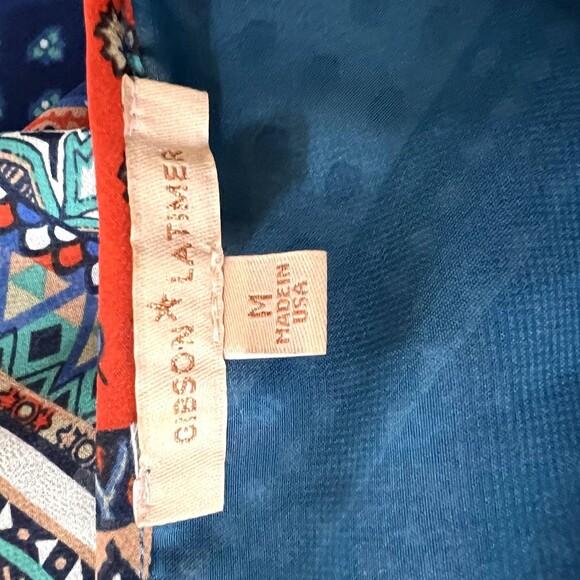 GIBSON ☆ LATIMER
M
MADE IN
USA